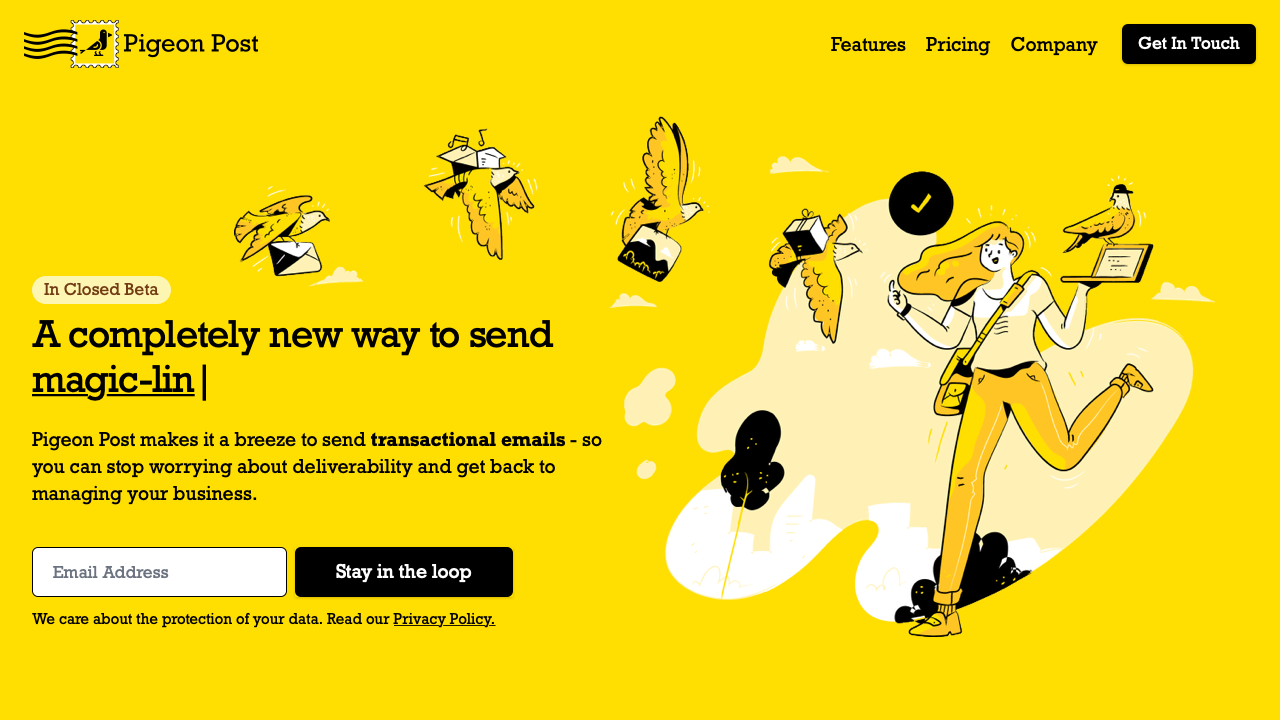 Pigeon Post
Features
Pricing
Company
Get In Touch
In Closed Beta
A completely new way to send
magic-lin|
Pigeon Post makes it a breeze to send transactional emails - so
you can stop worrying about deliverability and get back to
managing your business.
Email Address
Stay in the loop
We care about the protection of your data. Read our Privacy Policy.